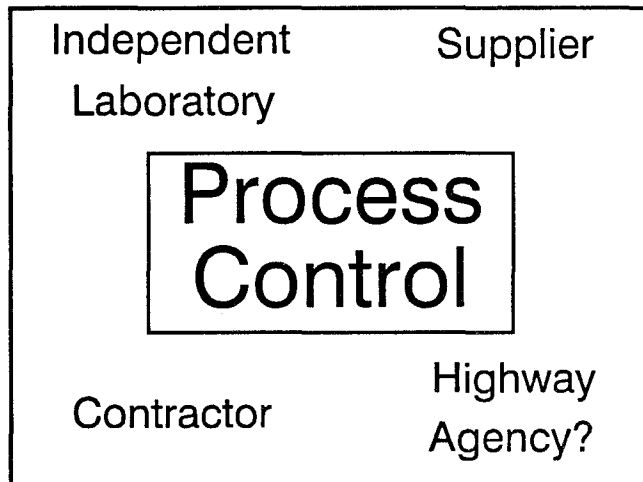 Independent
Laboratory
Supplier
Process
Control
Contractor
Highway
Agency?